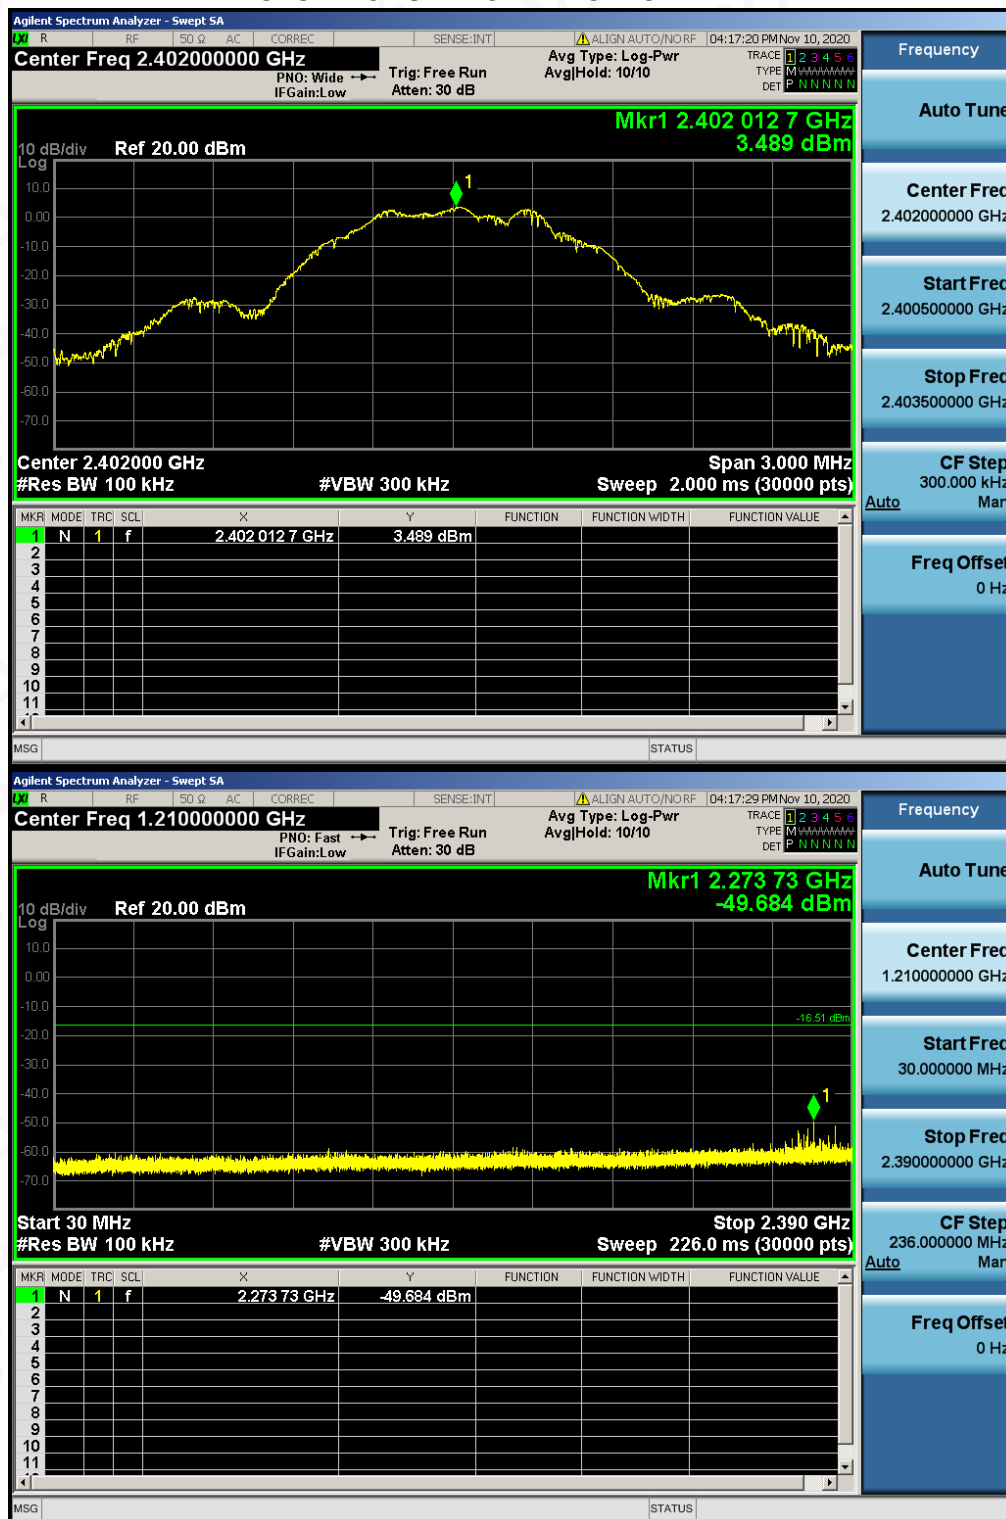 Agilent Spectrum Analyzer - Swept SA
LXI R RF 50 Ω AC CORREC SENSE:INT ALIGN AUTO/NO RF 04:17:20 PM Nov 10, 2020
Center Freq 2.402000000 GHz
PNO: Wide
IFGain:Low
Trig: Free Run
Atten: 30 dB
Avg Type: Log-Pwr
Avg|Hold: 10/10
TRACE 1 2 3 4 5 6
TYPE M
DET P N N N N N
Mkr1 2.402 012 7 GHz
3.489 dBm
10 dB/div Ref 20.00 dBm
Log
10.0
0.00
-10.0
-20.0
-30.0
-40.0
-50.0
-60.0
-70.0
1
Center 2.402000 GHz Span 3.000 MHz
#Res BW 100 kHz #VBW 300 kHz Sweep 2.000 ms (30000 pts)
MKR MODE TRC SCL X Y FUNCTION FUNCTION WIDTH FUNCTION VALUE
1 N 1 f 2.402 012 7 GHz 3.489 dBm
2
3
4
5
6
7
8
9
10
11
MSG STATUS
Frequency
Auto Tune
Center Freq
2.402000000 GHz
Start Freq
2.400500000 GHz
Stop Freq
2.403500000 GHz
CF Step
300.000 kHz
Auto Man
Freq Offset
0 Hz
Agilent Spectrum Analyzer - Swept SA
LXI R RF 50 Ω AC CORREC SENSE:INT ALIGN AUTO/NO RF 04:17:29 PM Nov 10, 2020
Center Freq 1.210000000 GHz
PNO: Fast
IFGain:Low
Trig: Free Run
Atten: 30 dB
Avg Type: Log-Pwr
Avg|Hold: 10/10
TRACE 1 2 3 4 5 6
TYPE M
DET P N N N N N
Mkr1 2.273 73 GHz
-49.684 dBm
10 dB/div Ref 20.00 dBm
Log
10.0
0.00
-10.0
-20.0
-30.0
-40.0
-50.0
-60.0
-70.0
-16.51 dBm
1
Start 30 MHz Stop 2.390 GHz
#Res BW 100 kHz #VBW 300 kHz Sweep 226.0 ms (30000 pts)
MKR MODE TRC SCL X Y FUNCTION FUNCTION WIDTH FUNCTION VALUE
1 N 1 f 2.273 73 GHz -49.684 dBm
2
3
4
5
6
7
8
9
10
11
MSG STATUS
Frequency
Auto Tune
Center Freq
1.210000000 GHz
Start Freq
30.000000 MHz
Stop Freq
2.390000000 GHz
CF Step
236.000000 MHz
Auto Man
Freq Offset
0 Hz